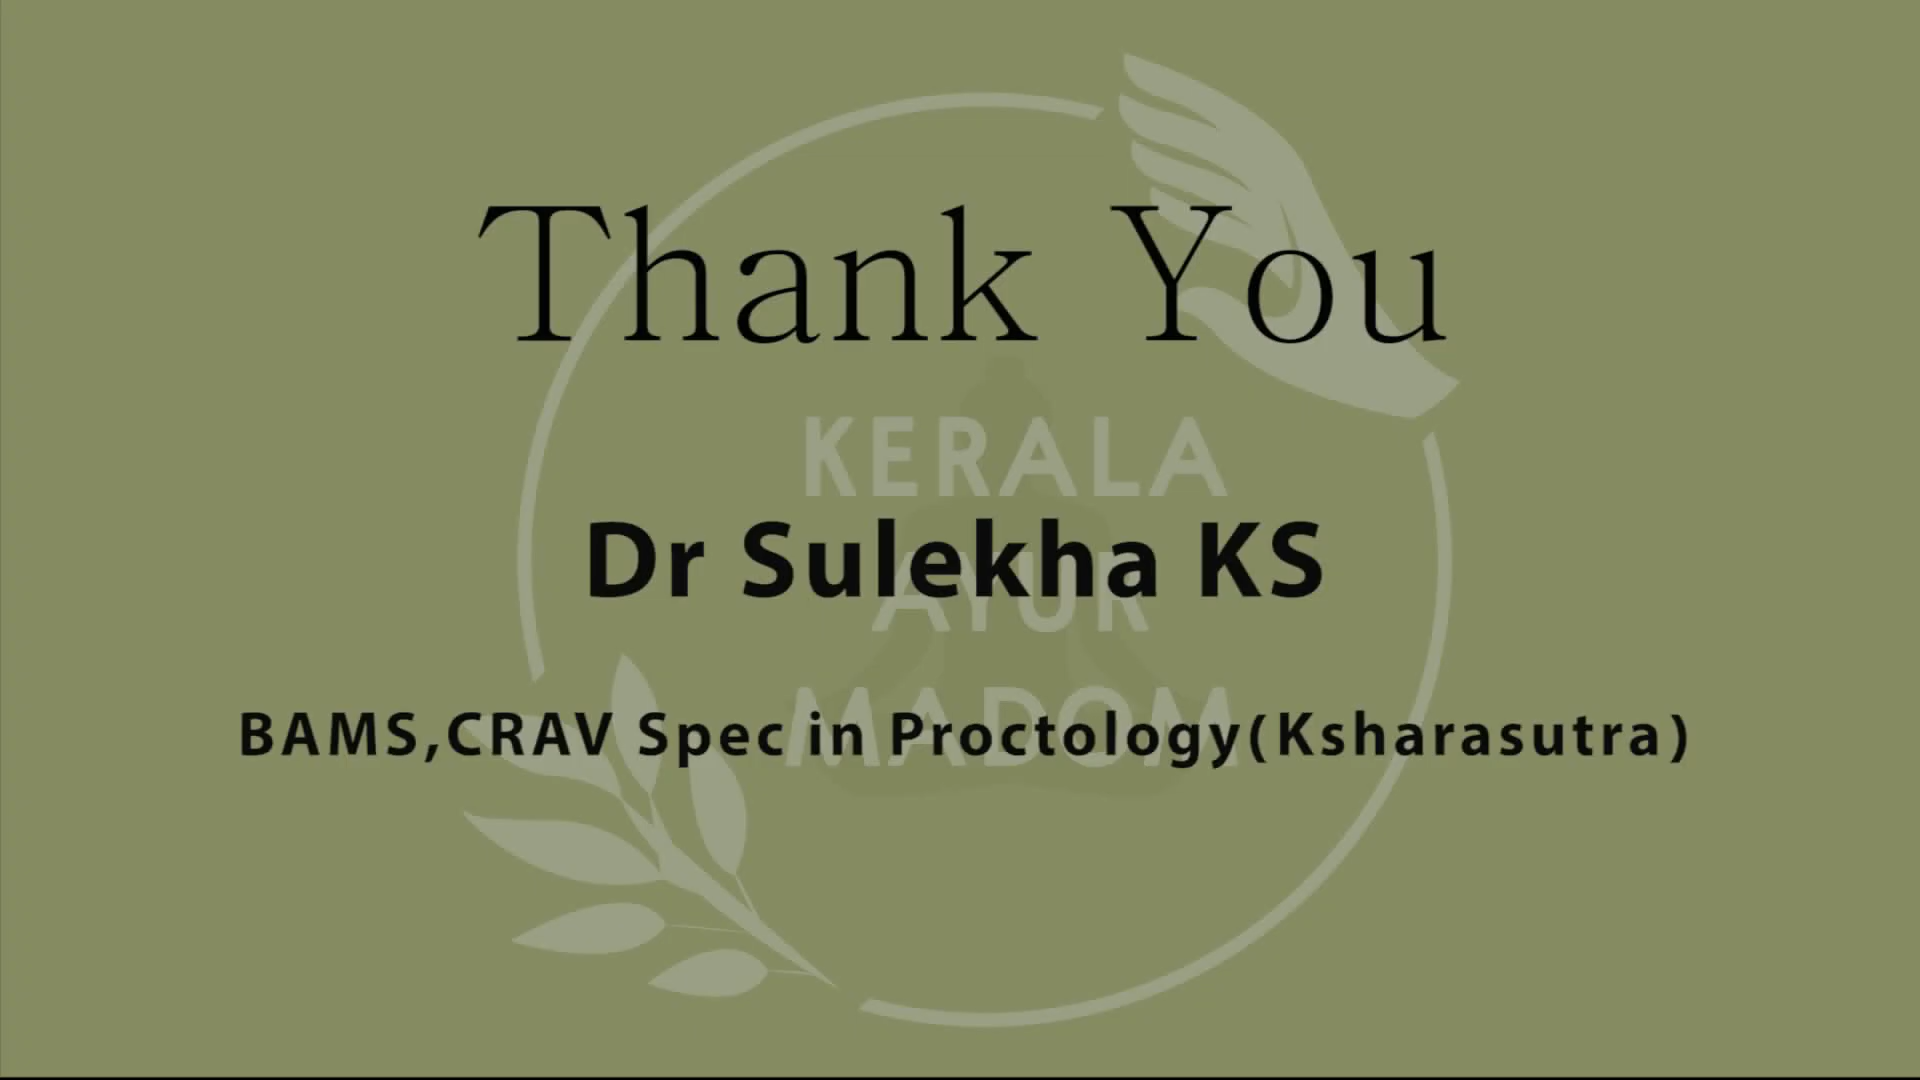 Thank You
KERALA
Dr Sulekha KS
AYUR
BAMS,CRAV Spec in Proctology(Ksharasutra)
MADOM